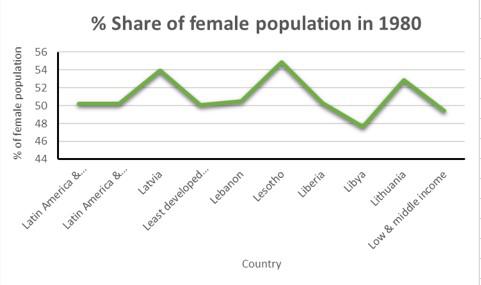 % Share of female population in 1980
% of female population
56
54
52
50
48
46
44
Latin America &...
Latin America &...
Latvia
Least developed...
Lebanon
Lesotho
Liberia
Libya
Lithuania
Low & middle income
Country